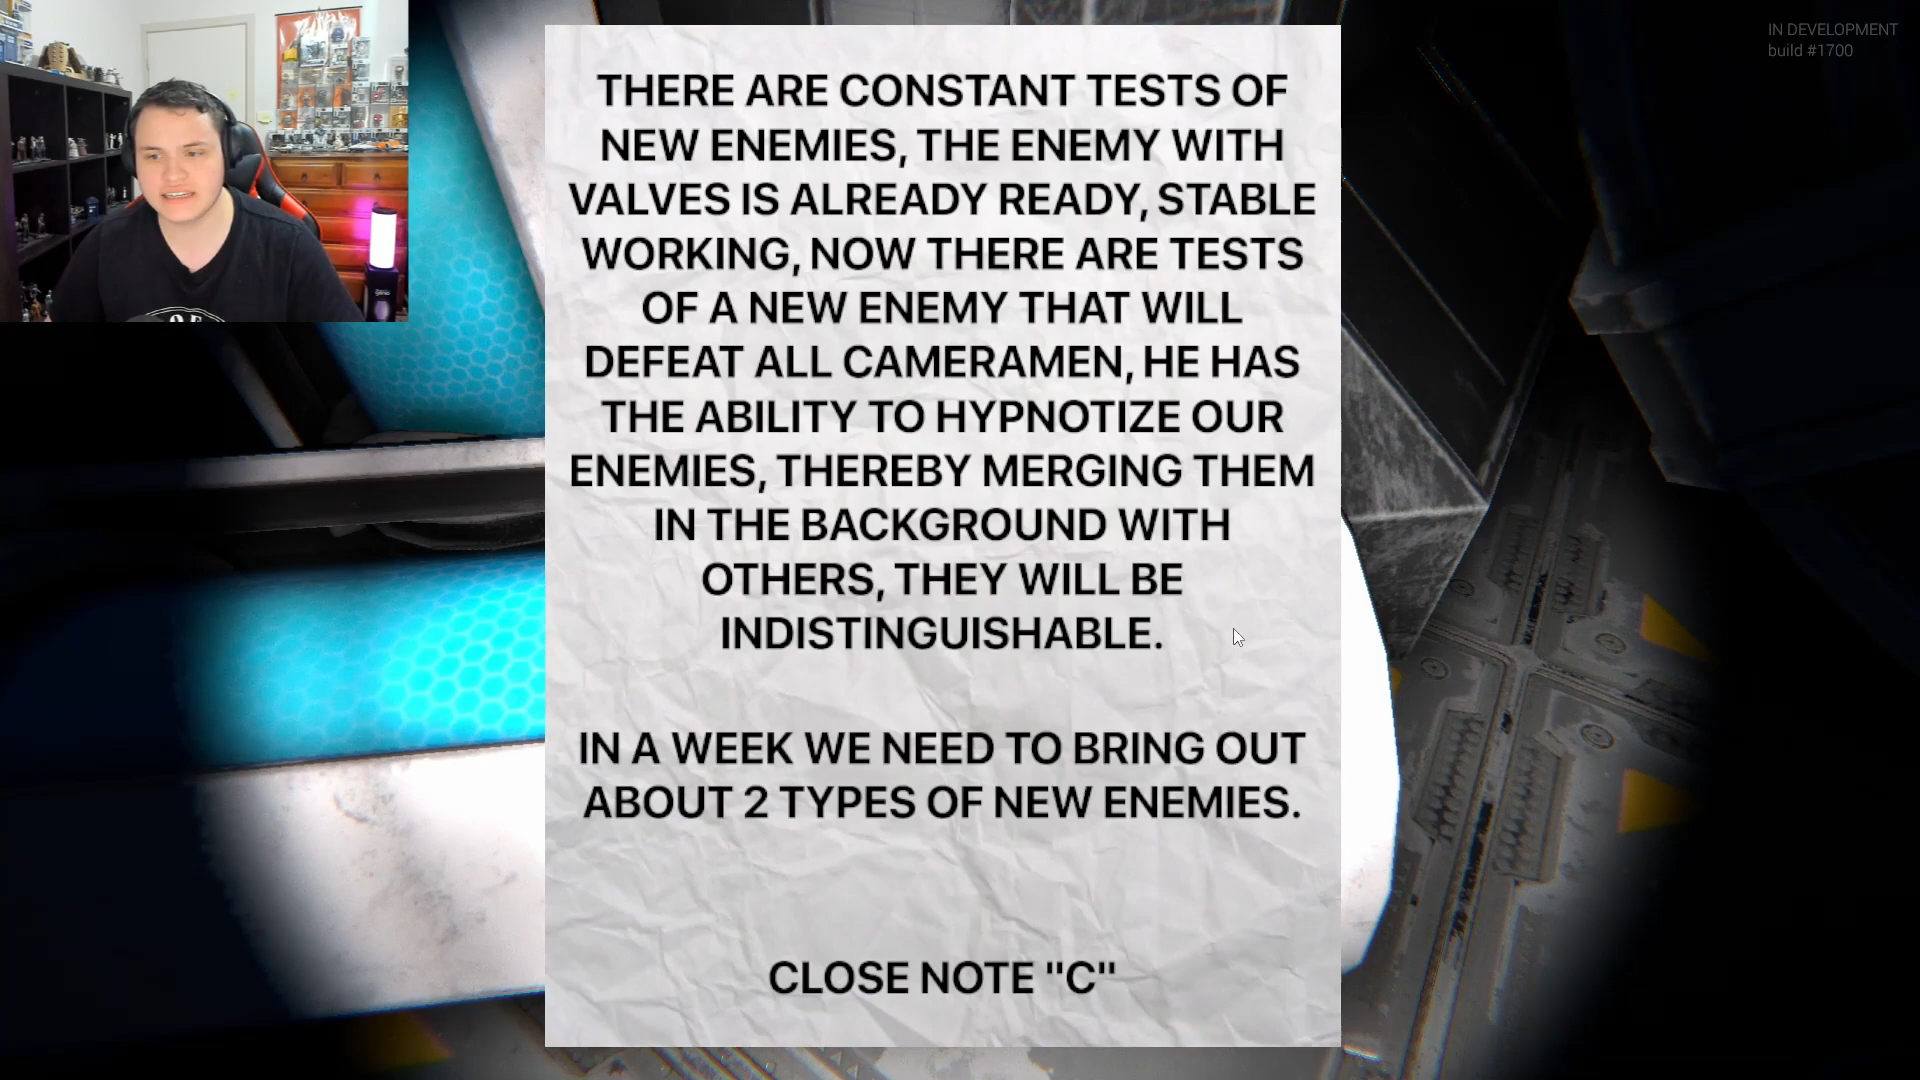 IN DEVELOPMENT
build #1700
THERE ARE CONSTANT TESTS OF
NEW ENEMIES, THE ENEMY WITH
VALVES IS ALREADY READY, STABLE
WORKING, NOW THERE ARE TESTS
OF A NEW ENEMY THAT WILL
DEFEAT ALL CAMERAMEN, HE HAS
THE ABILITY TO HYPNOTIZE OUR
ENEMIES, THEREBY MERGING THEM
IN THE BACKGROUND WITH
OTHERS, THEY WILL BE
INDISTINGUISHABLE.
IN A WEEK WE NEED TO BRING OUT
ABOUT 2 TYPES OF NEW ENEMIES.
CLOSE NOTE "C"